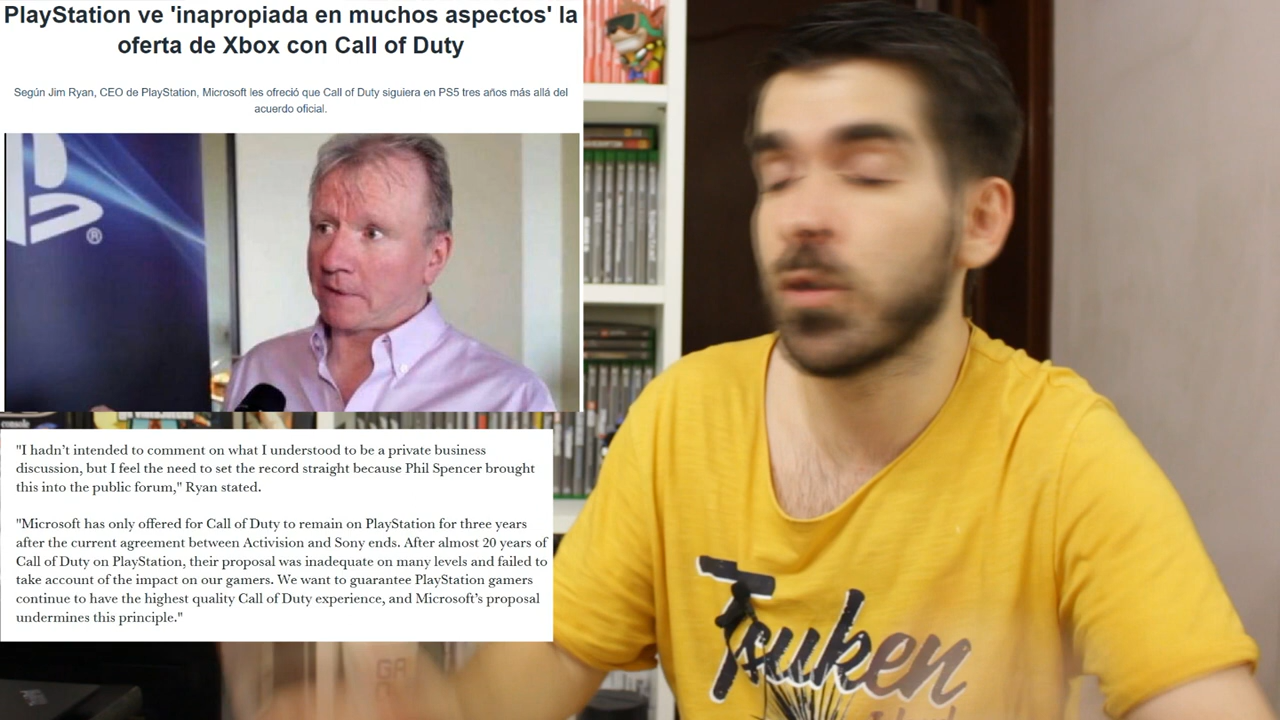 PlayStation ve 'inapropiada en muchos aspectos' la
oferta de Xbox con Call of Duty
Según Jim Ryan, CEO de PlayStation, Microsoft les ofreció que Call of Duty siguiera en PS5 tres años más allá del
acuerdo oficial.
®
"I hadn't intended to comment on what I understood to be a private business
discussion, but I feel the need to set the record straight because Phil Spencer brought
this into the public forum," Ryan stated.
"Microsoft has only offered for Call of Duty to remain on PlayStation for three years
after the current agreement between Activision and Sony ends. After almost 20 years of
Call of Duty on PlayStation, their proposal was inadequate on many levels and failed to
take account of the impact on our gamers. We want to guarantee PlayStation gamers
continue to have the highest quality Call of Duty experience, and Microsoft's proposal
undermines this principle."
Tsuken